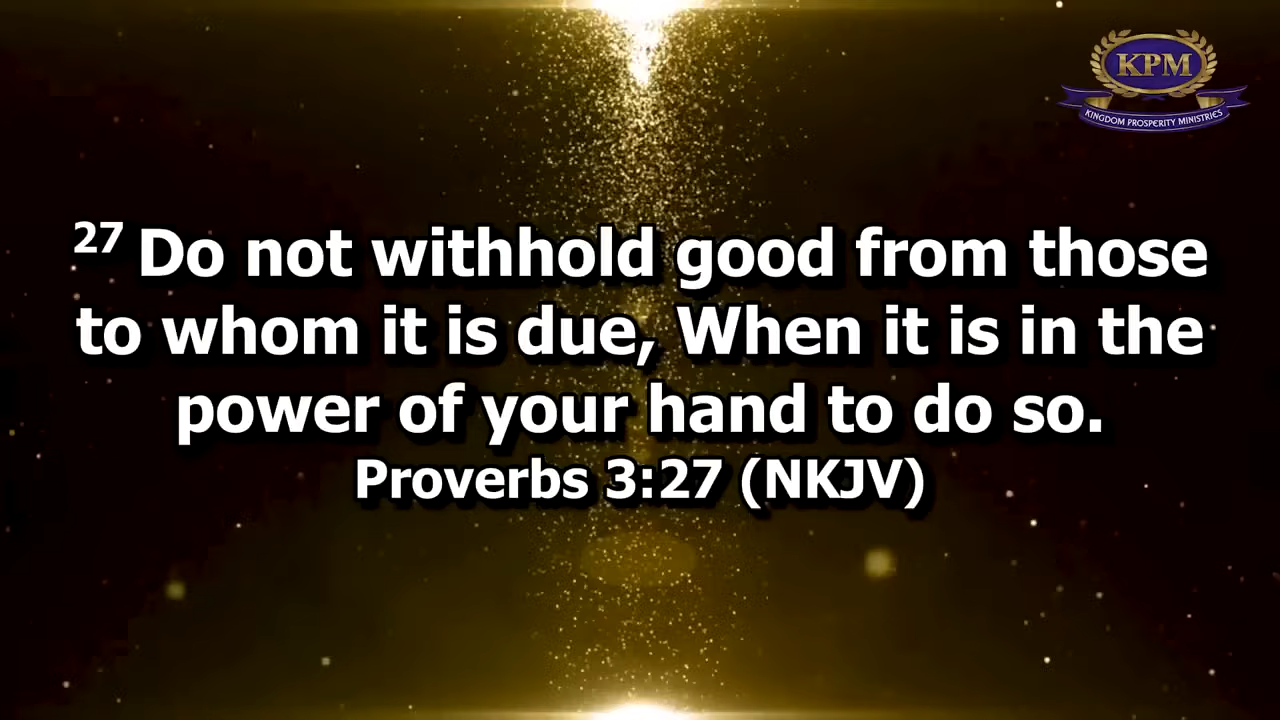 KPM
KINGDOM PROSPERITY MINISTRIES
27 Do not withhold good from those
to whom it is due, When it is in the
power of your hand to do so.
Proverbs 3:27 (NKJV)